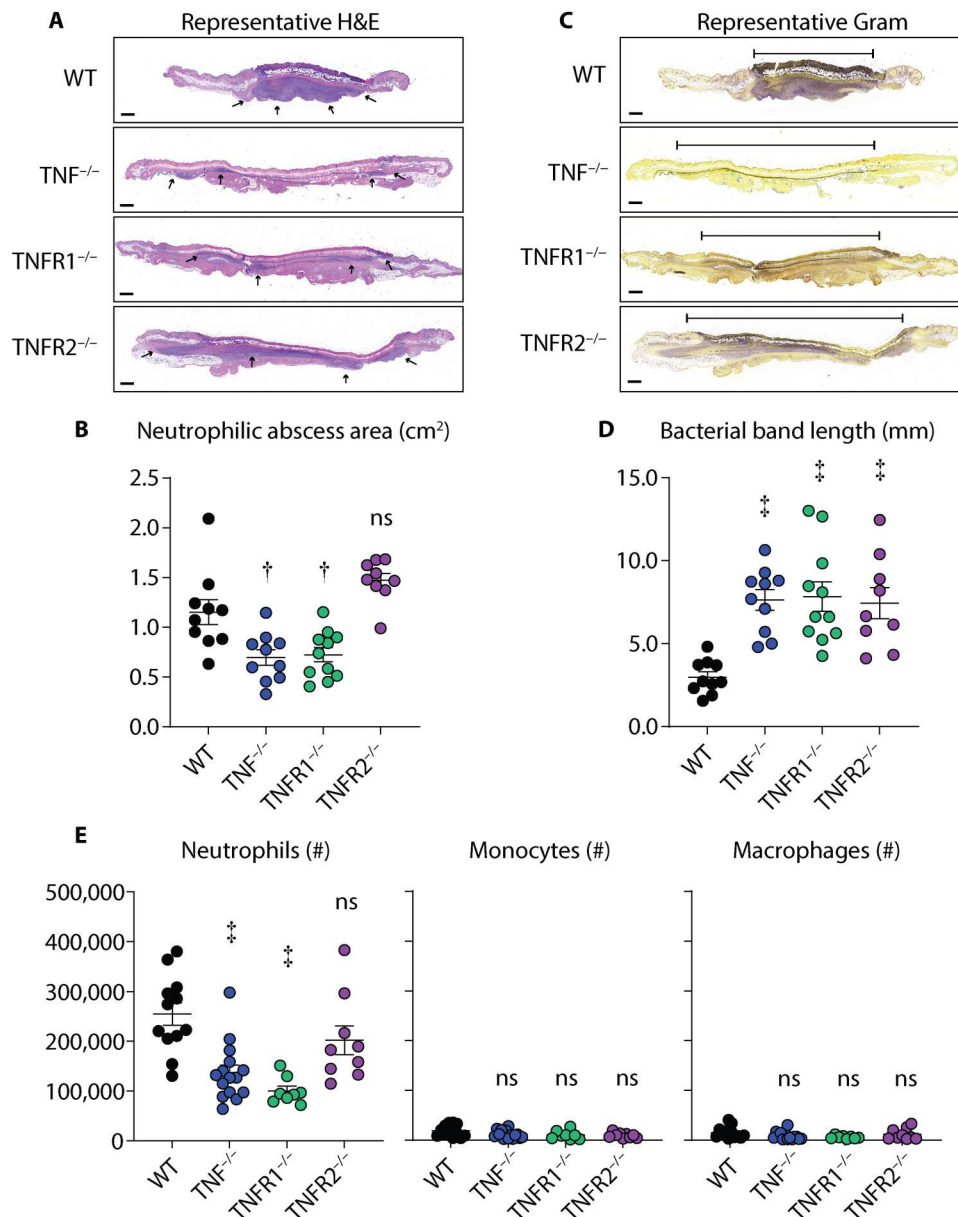 A Representative H&E
WT
TNF−/−
TNFR1−/−
TNFR2−/−
C Representative Gram
WT
TNF−/−
TNFR1−/−
TNFR2−/−
B Neutrophilic abscess area (cm²)
2.5
2.0
1.5
1.0
0.5
0.0
†
†
ns
WT
TNF−/−
TNFR1−/−
TNFR2−/−
D Bacterial band length (mm)
15.0
10.0
5.0
0.0
‡
‡
‡
WT
TNF−/−
TNFR1−/−
TNFR2−/−
E
Neutrophils (#)
500,000
400,000
300,000
200,000
100,000
0
‡
‡
ns
WT
TNF−/−
TNFR1−/−
TNFR2−/−
Monocytes (#)
ns
ns
ns
WT
TNF−/−
TNFR1−/−
TNFR2−/−
Macrophages (#)
ns
ns
ns
WT
TNF−/−
TNFR1−/−
TNFR2−/−